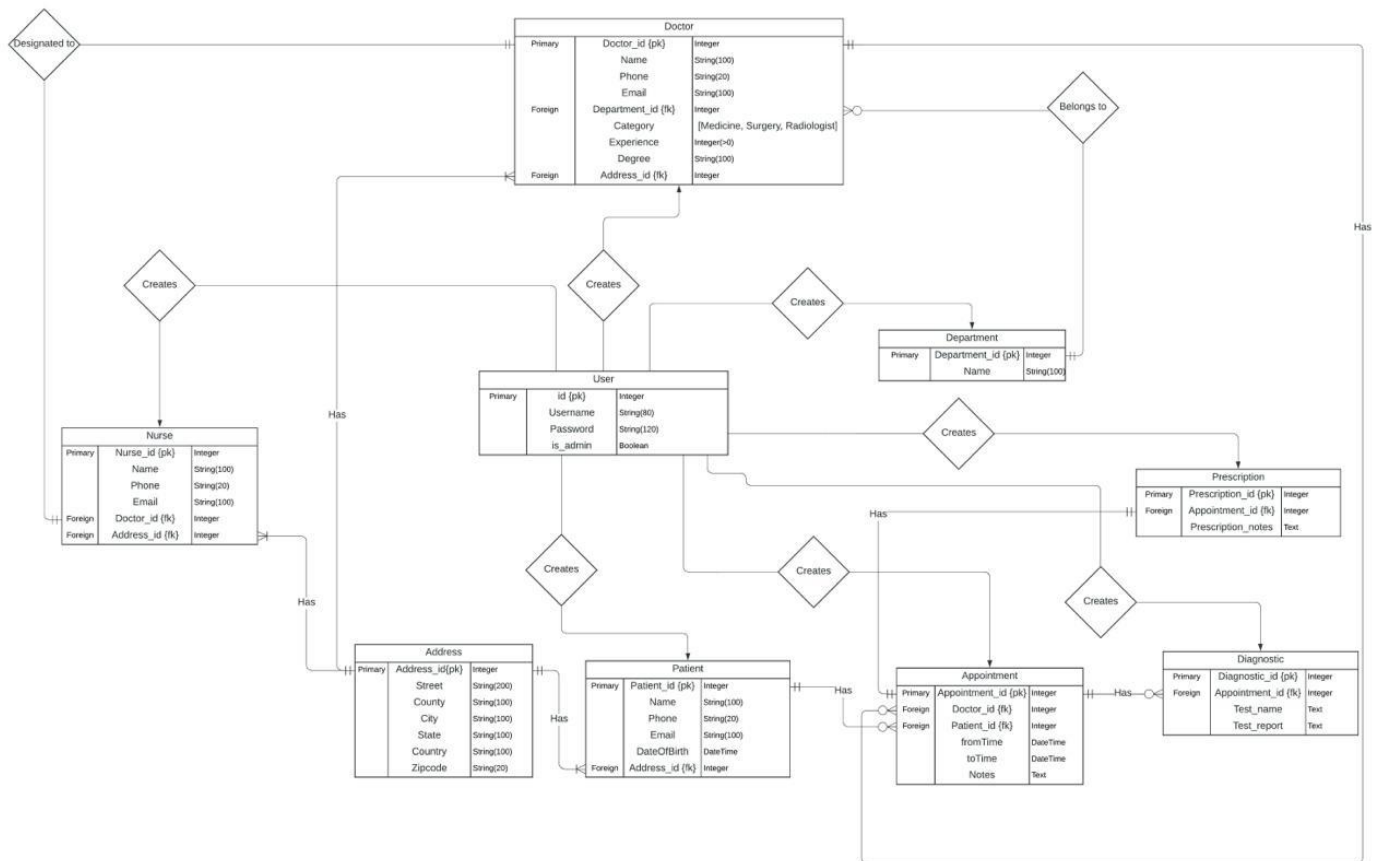 Designated to
Doctor
Primary Doctor_id {pk} Integer
Name String(100)
Phone String(20)
Email String(100)
Foreign Department_id {fk} Integer
Category [Medicine, Surgery, Radiologist]
Experience Integer(>0)
Degree String(100)
Foreign Address_id {fk} Integer
Belongs to
Has
Creates
Creates
Creates
Department
Primary Department_id {pk} Integer
Name String(100)
User
Primary id {pk} Integer
Username String(80)
Password String(120)
is_admin Boolean
Has
Creates
Nurse
Primary Nurse_id {pk} Integer
Name String(100)
Phone String(20)
Email String(100)
Foreign Doctor_id {fk} Integer
Foreign Address_id {fk} Integer
Prescription
Primary Prescription_id {pk} Integer
Foreign Appointment_id {fk} Integer
Prescription_notes Text
Has
Creates
Creates
Creates
Has
Address
Primary Address_id{pk} Integer
Street String(200)
County String(100)
City String(100)
State String(100)
Country String(100)
Zipcode String(20)
Has
Patient
Primary Patient_id {pk} Integer
Name String(100)
Phone String(20)
Email String(100)
DateOfBirth DateTime
Foreign Address_id {fk} Integer
Has
Appointment
Primary Appointment_id {pk} Integer
Foreign Doctor_id {fk} Integer
Foreign Patient_id {fk} Integer
fromTime DateTime
toTime DateTime
Notes Text
Has
Diagnostic
Primary Diagnostic_id {pk} Integer
Foreign Appointment_id {fk} Integer
Test_name Text
Test_report Text